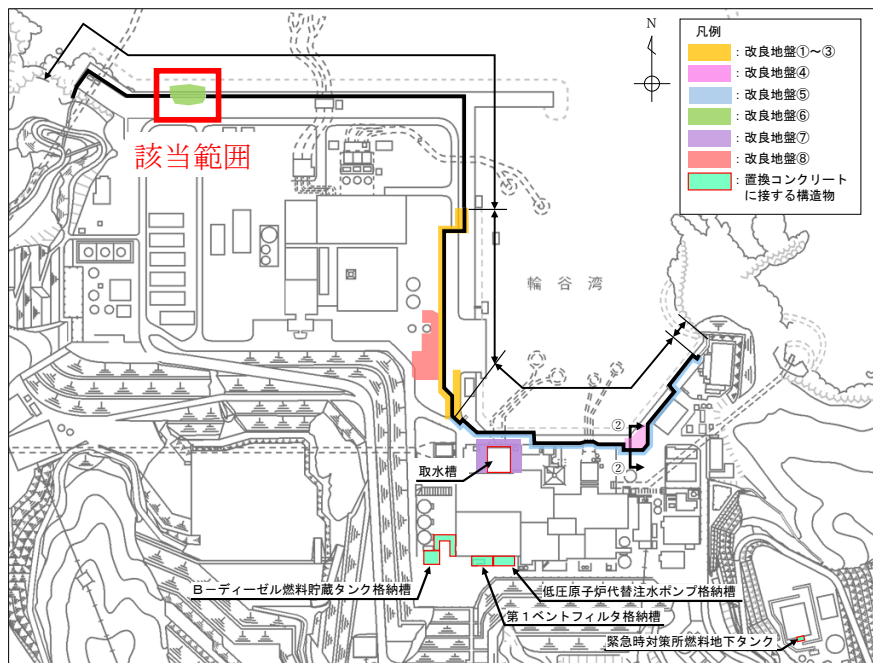 N
凡例
：改良地盤①～③
：改良地盤④
：改良地盤⑤
：改良地盤⑥
：改良地盤⑦
：改良地盤⑧
：置換コンクリート
に接する構造物
該当範囲
輪谷湾
②
②
取水槽
B－ディーゼル燃料貯蔵タンク格納槽
低圧原子炉代替注水ポンプ格納槽
第1ベントフィルタ格納槽
緊急時対策所燃料地下タンク